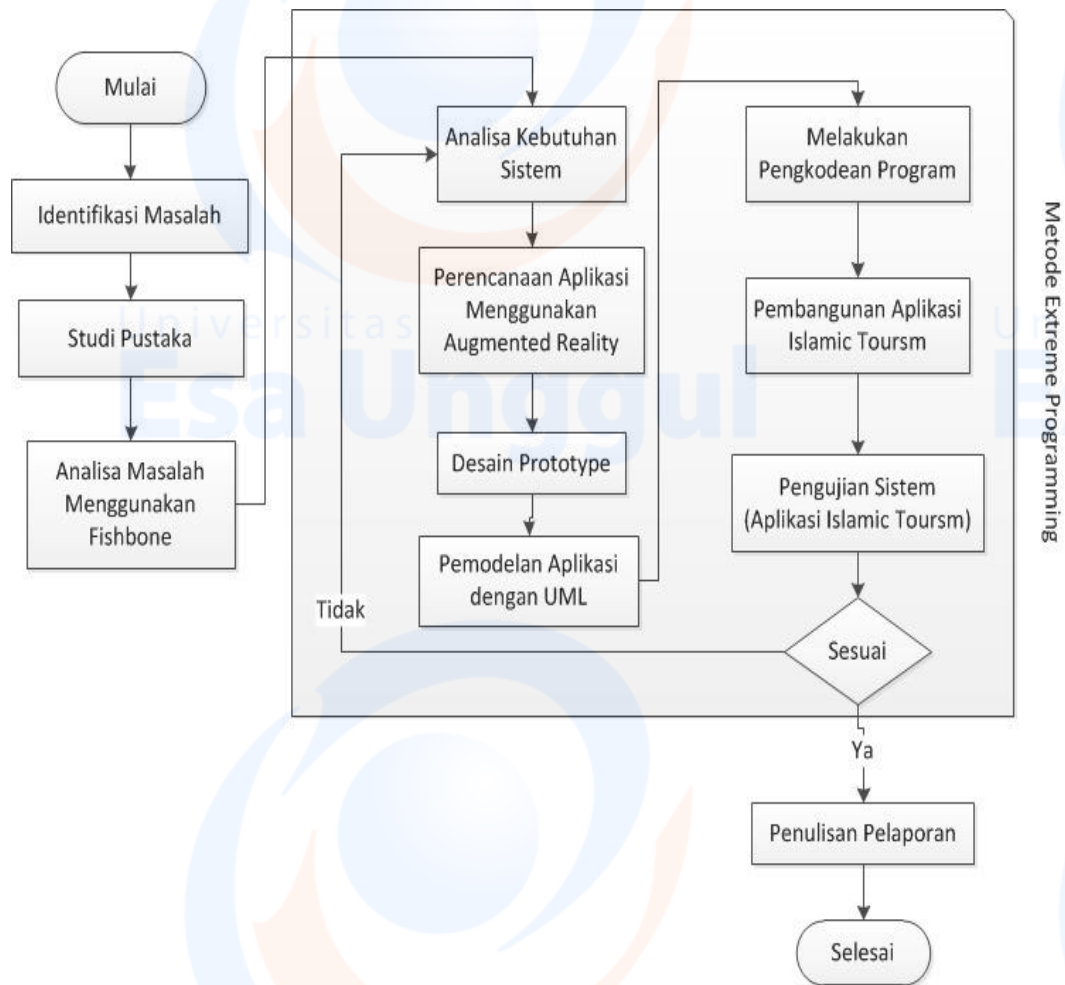 Mulai
Identifikasi Masalah
Studi Pustaka
Analisa Masalah
Menggunakan
Fishbone
Analisa Kebutuhan
Sistem
Perencanaan Aplikasi
Menggunakan
Augmented Reality
Desain Prototype
Pemodelan Aplikasi
dengan UML
Melakukan
Pengkodean Program
Pembangunan Aplikasi
Islamic Toursm
Pengujian Sistem
(Aplikasi Islamic Toursm)
Sesuai
Tidak
Ya
Penulisan Pelaporan
Selesai
Metode Extreme Programming
Universitas
Esa Unggul
Un
E